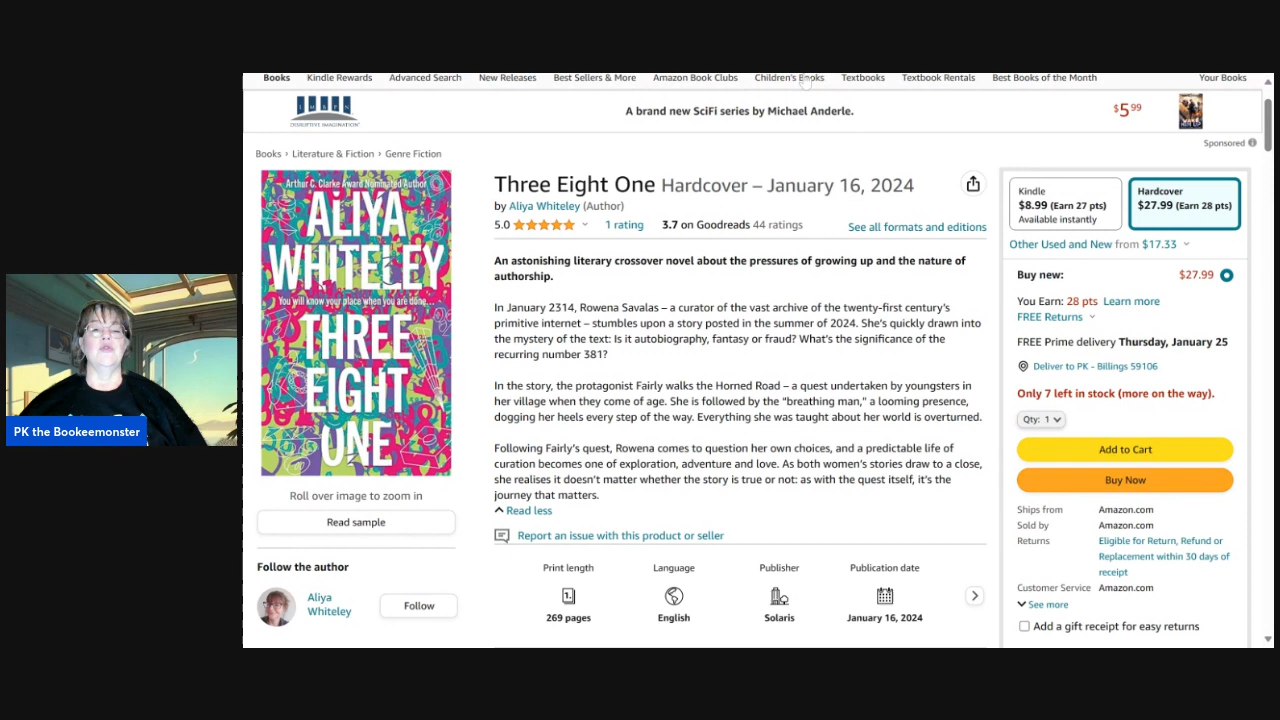 Books Kindle Rewards Advanced Search New Releases Best Sellers & More Amazon Book Clubs Children's Books Textbooks Textbook Rentals Best Books of the Month Your Books
LMBPN
DISRUPTIVE IMAGINATION
A brand new SciFi series by Michael Anderle.
$5.99
Sponsored
Books › Literature & Fiction › Genre Fiction
Arthur C. Clarke Award Nominated Author
ALIYA
WHITELEY
You will know your place when you are done...
THREE
EIGHT
ONE
Roll over image to zoom in
Read sample
Follow the author
Aliya
Whiteley
Follow
Three Eight One Hardcover – January 16, 2024
by Aliya Whiteley (Author)
5.0 1 rating 3.7 on Goodreads 44 ratings
See all formats and editions
An astonishing literary crossover novel about the pressures of growing up and the nature of
authorship.
In January 2314, Rowena Savalas – a curator of the vast archive of the twenty-first century's
primitive internet – stumbles upon a story posted in the summer of 2024. She's quickly drawn into
the mystery of the text: Is it autobiography, fantasy or fraud? What's the significance of the
recurring number 381?
In the story, the protagonist Fairly walks the Horned Road – a quest undertaken by youngsters in
her village when they come of age. She is followed by the "breathing man," a looming presence,
dogging her heels every step of the way. Everything she was taught about her world is overturned.
Following Fairly's quest, Rowena comes to question her own choices, and a predictable life of
curation becomes one of exploration, adventure and love. As both women's stories draw to a close,
she realises it doesn't matter whether the story is true or not: as with the quest itself, it's the
journey that matters.
Read less
Report an issue with this product or seller
Print length Language Publisher Publication date
269 pages English Solaris January 16, 2024
Kindle
$8.99 (Earn 27 pts)
Available instantly
Hardcover
$27.99 (Earn 28 pts)
Other Used and New from $17.33
Buy new: $27.99
You Earn: 28 pts Learn more
FREE Returns
FREE Prime delivery Thursday, January 25
Deliver to PK - Billings 59106
Only 7 left in stock (more on the way).
Qty: 1
Add to Cart
Buy Now
Ships from Amazon.com
Sold by Amazon.com
Returns Eligible for Return, Refund or
Replacement within 30 days of
receipt
Customer Service Amazon.com
See more
Add a gift receipt for easy returns
PK the Bookeemonster